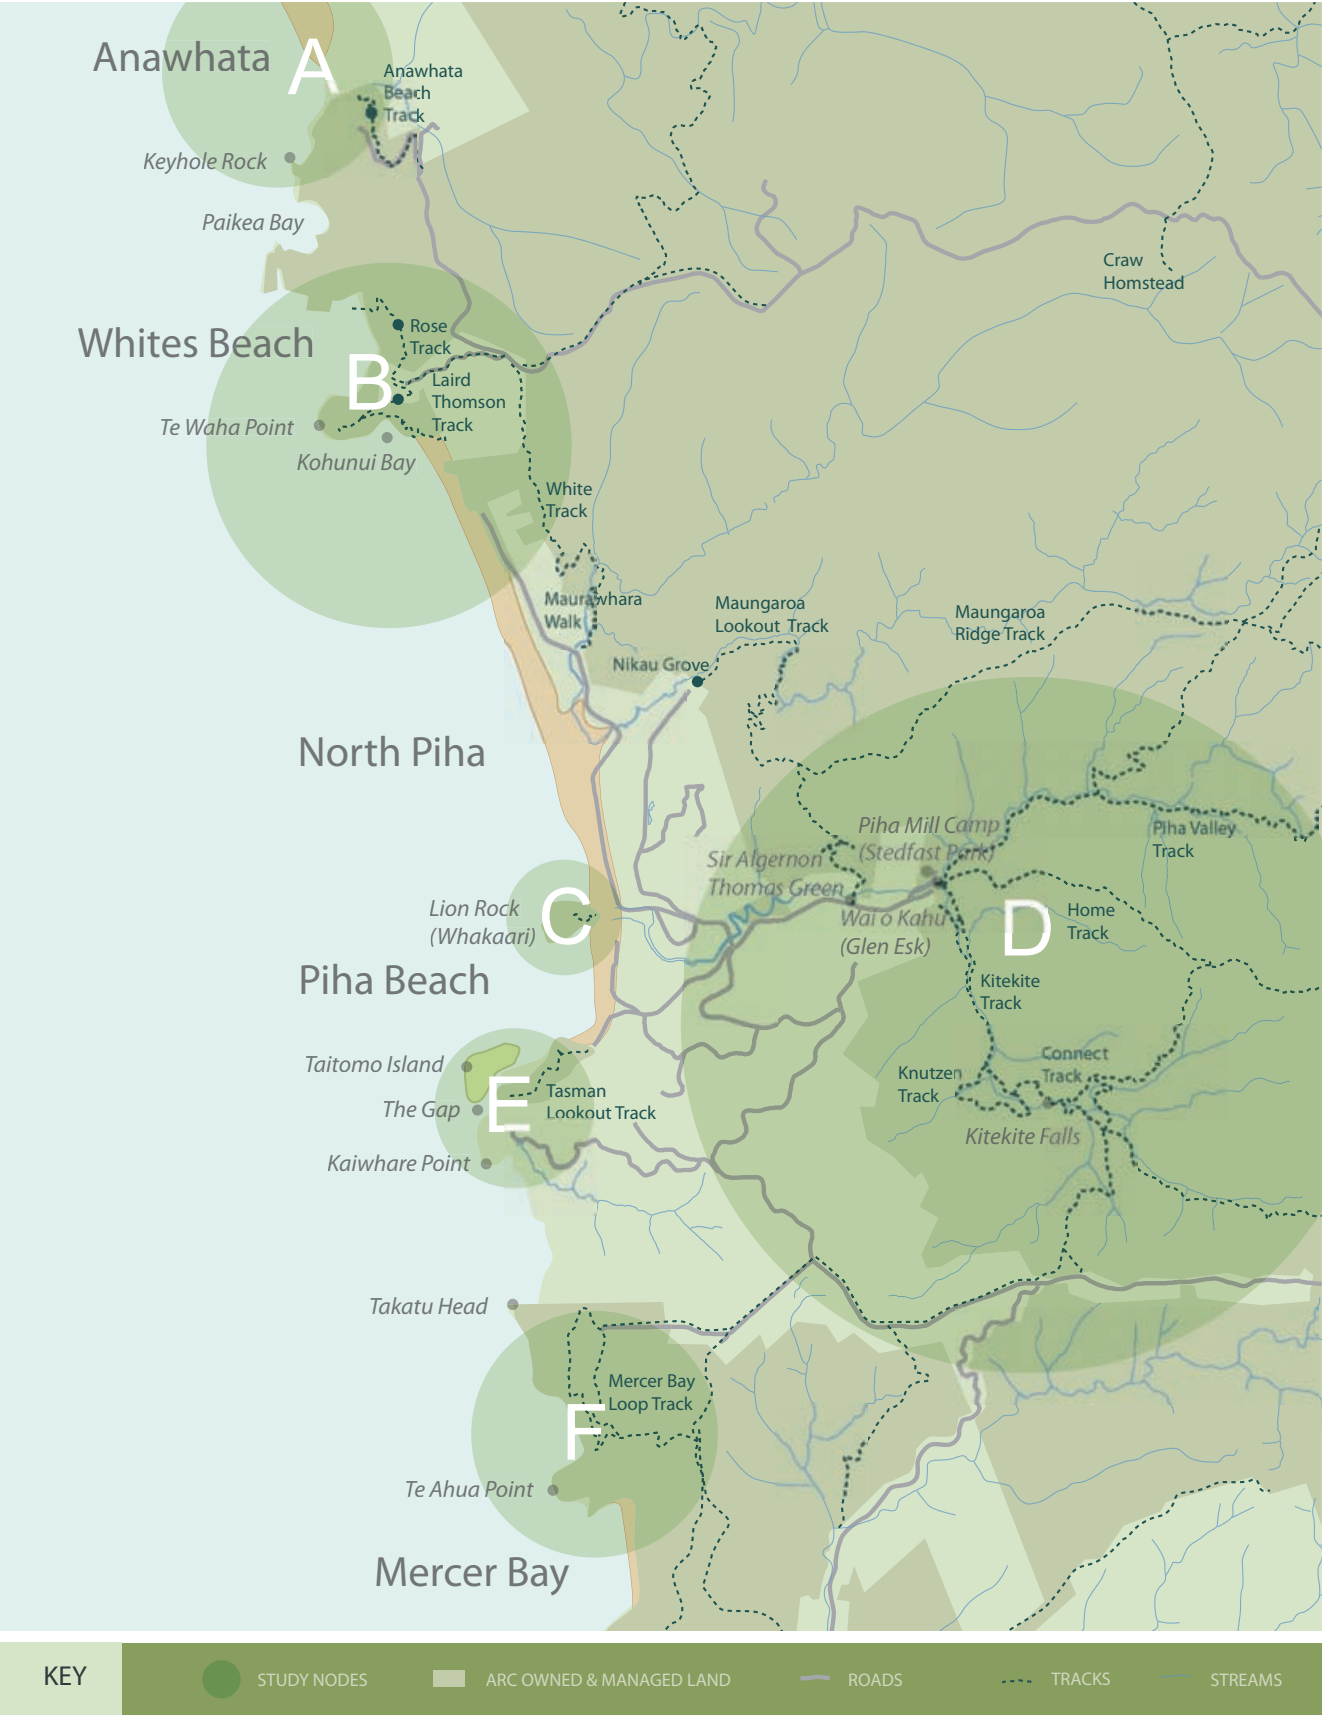 Anawhata
A
Anawhata
Beach
Track
Keyhole Rock
Paikea Bay
Craw
Homstead
Whites Beach
Rose
Track
B
Laird
Thomson
Track
Te Waha Point
Kohunui Bay
White
Track
Maurawhara
Walk
Maungaroa
Lookout Track
Maungaroa
Ridge Track
Nikau Grove
North Piha
Piha Mill Camp
(Stedfast Park)
Piha Valley
Track
Sir Algernon
Thomas Green
Lion Rock
(Whakaari)
C
Wai o Kahu
(Glen Esk)
D
Home
Track
Piha Beach
Kitekite
Track
Taitomo Island
E
Connect
Track
Knutzen
Track
The Gap
Tasman
Lookout Track
Kitekite Falls
Kaiwhare Point
Takatu Head
Mercer Bay
Loop Track
F
Te Ahua Point
Mercer Bay
KEY
STUDY NODES
ARC OWNED & MANAGED LAND
ROADS
TRACKS
STREAMS